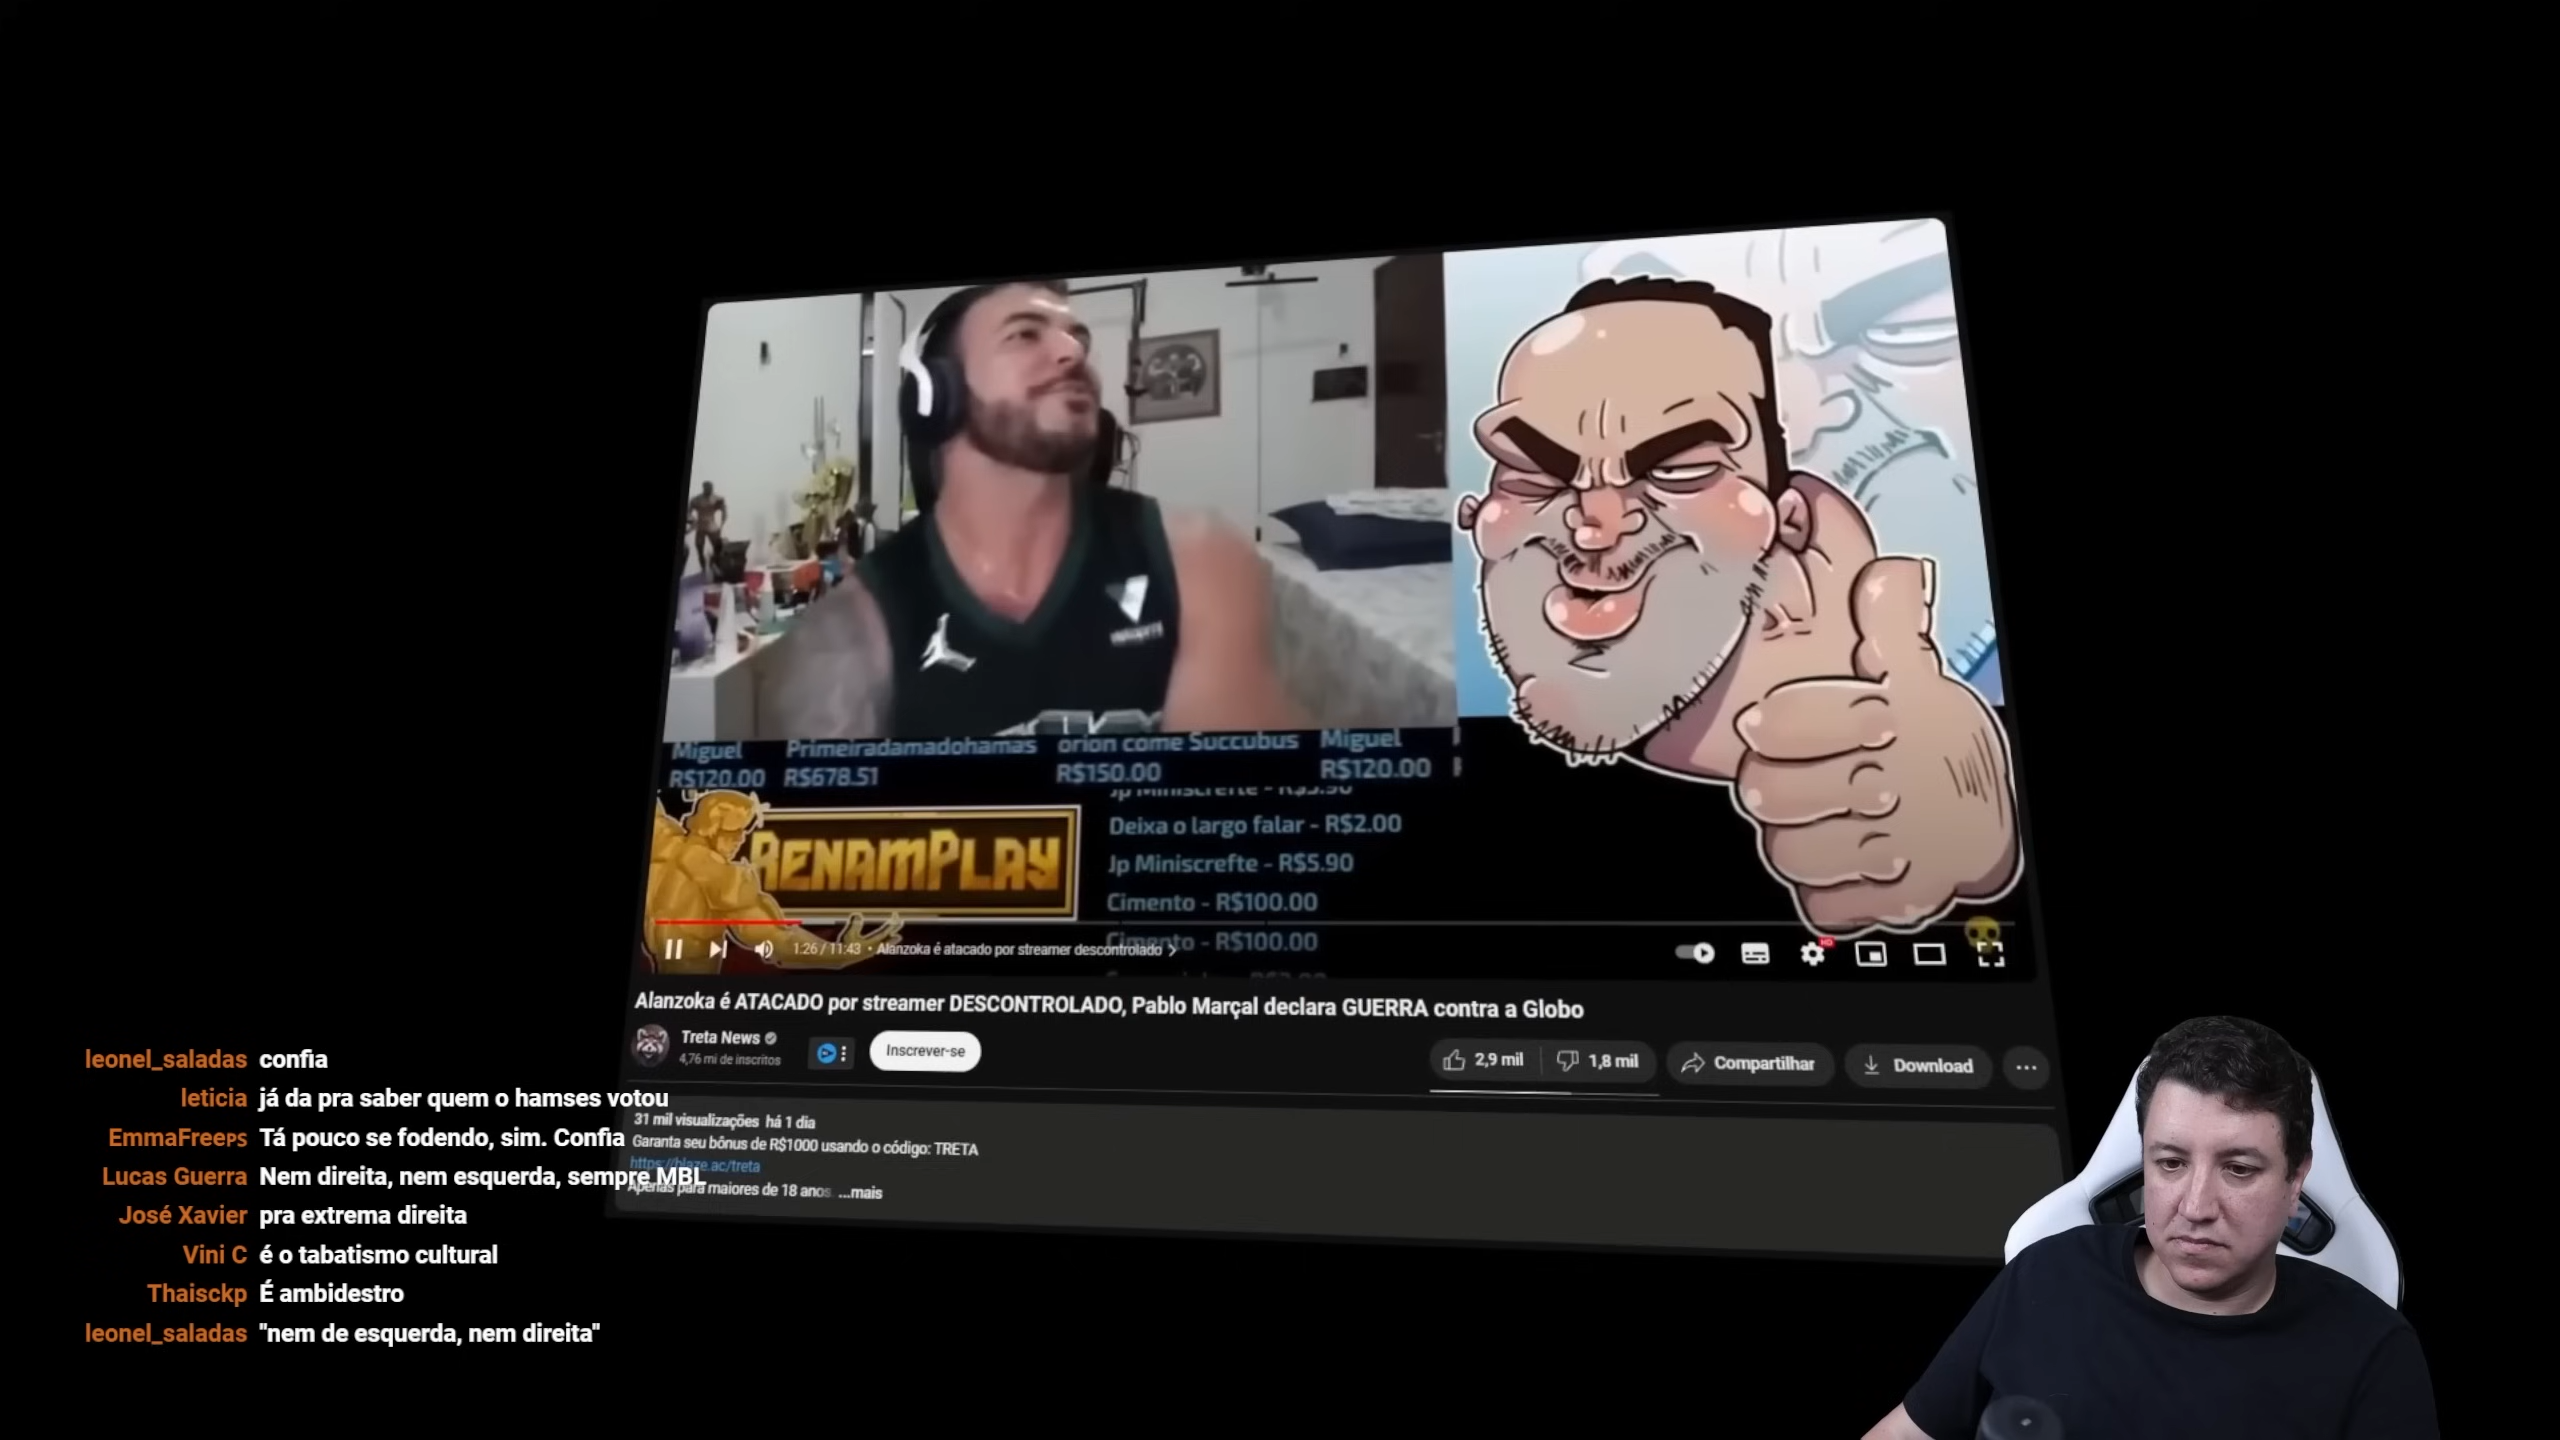 Miguel Primeiradamadohamas orion come Succubus Miguel
R$120.00 R$678.51 R$150.00 R$120.00
Jp Miniscrefte - R$5.90
Deixa o largo falar - R$2.00
Jp Miniscrefte - R$5.90
Cimento - R$100.00
Cimento - R$100.00
RENAMPLAY
1:26 / 11:43 • Alanzoka é atacado por streamer descontrolado >
HD
Alanzoka é ATACADO por streamer DESCONTROLADO, Pablo Marçal declara GUERRA contra a Globo
Treta News
4,76 mi de inscritos
Inscrever-se
2,9 mil
1,8 mil
Compartilhar
Download
31 mil visualizações há 1 dia
Garanta seu bônus de R$1000 usando o código: TRETA
https://blaze.ac/treta
Apenas para maiores de 18 anos ...mais
leonel_saladas confia
leticia já da pra saber quem o hamses votou
EmmaFreeps Tá pouco se fodendo, sim. Confia
Lucas Guerra Nem direita, nem esquerda, sempre MBL
José Xavier pra extrema direita
Vini C é o tabatismo cultural
Thaisckp É ambidestro
leonel_saladas "nem de esquerda, nem direita"